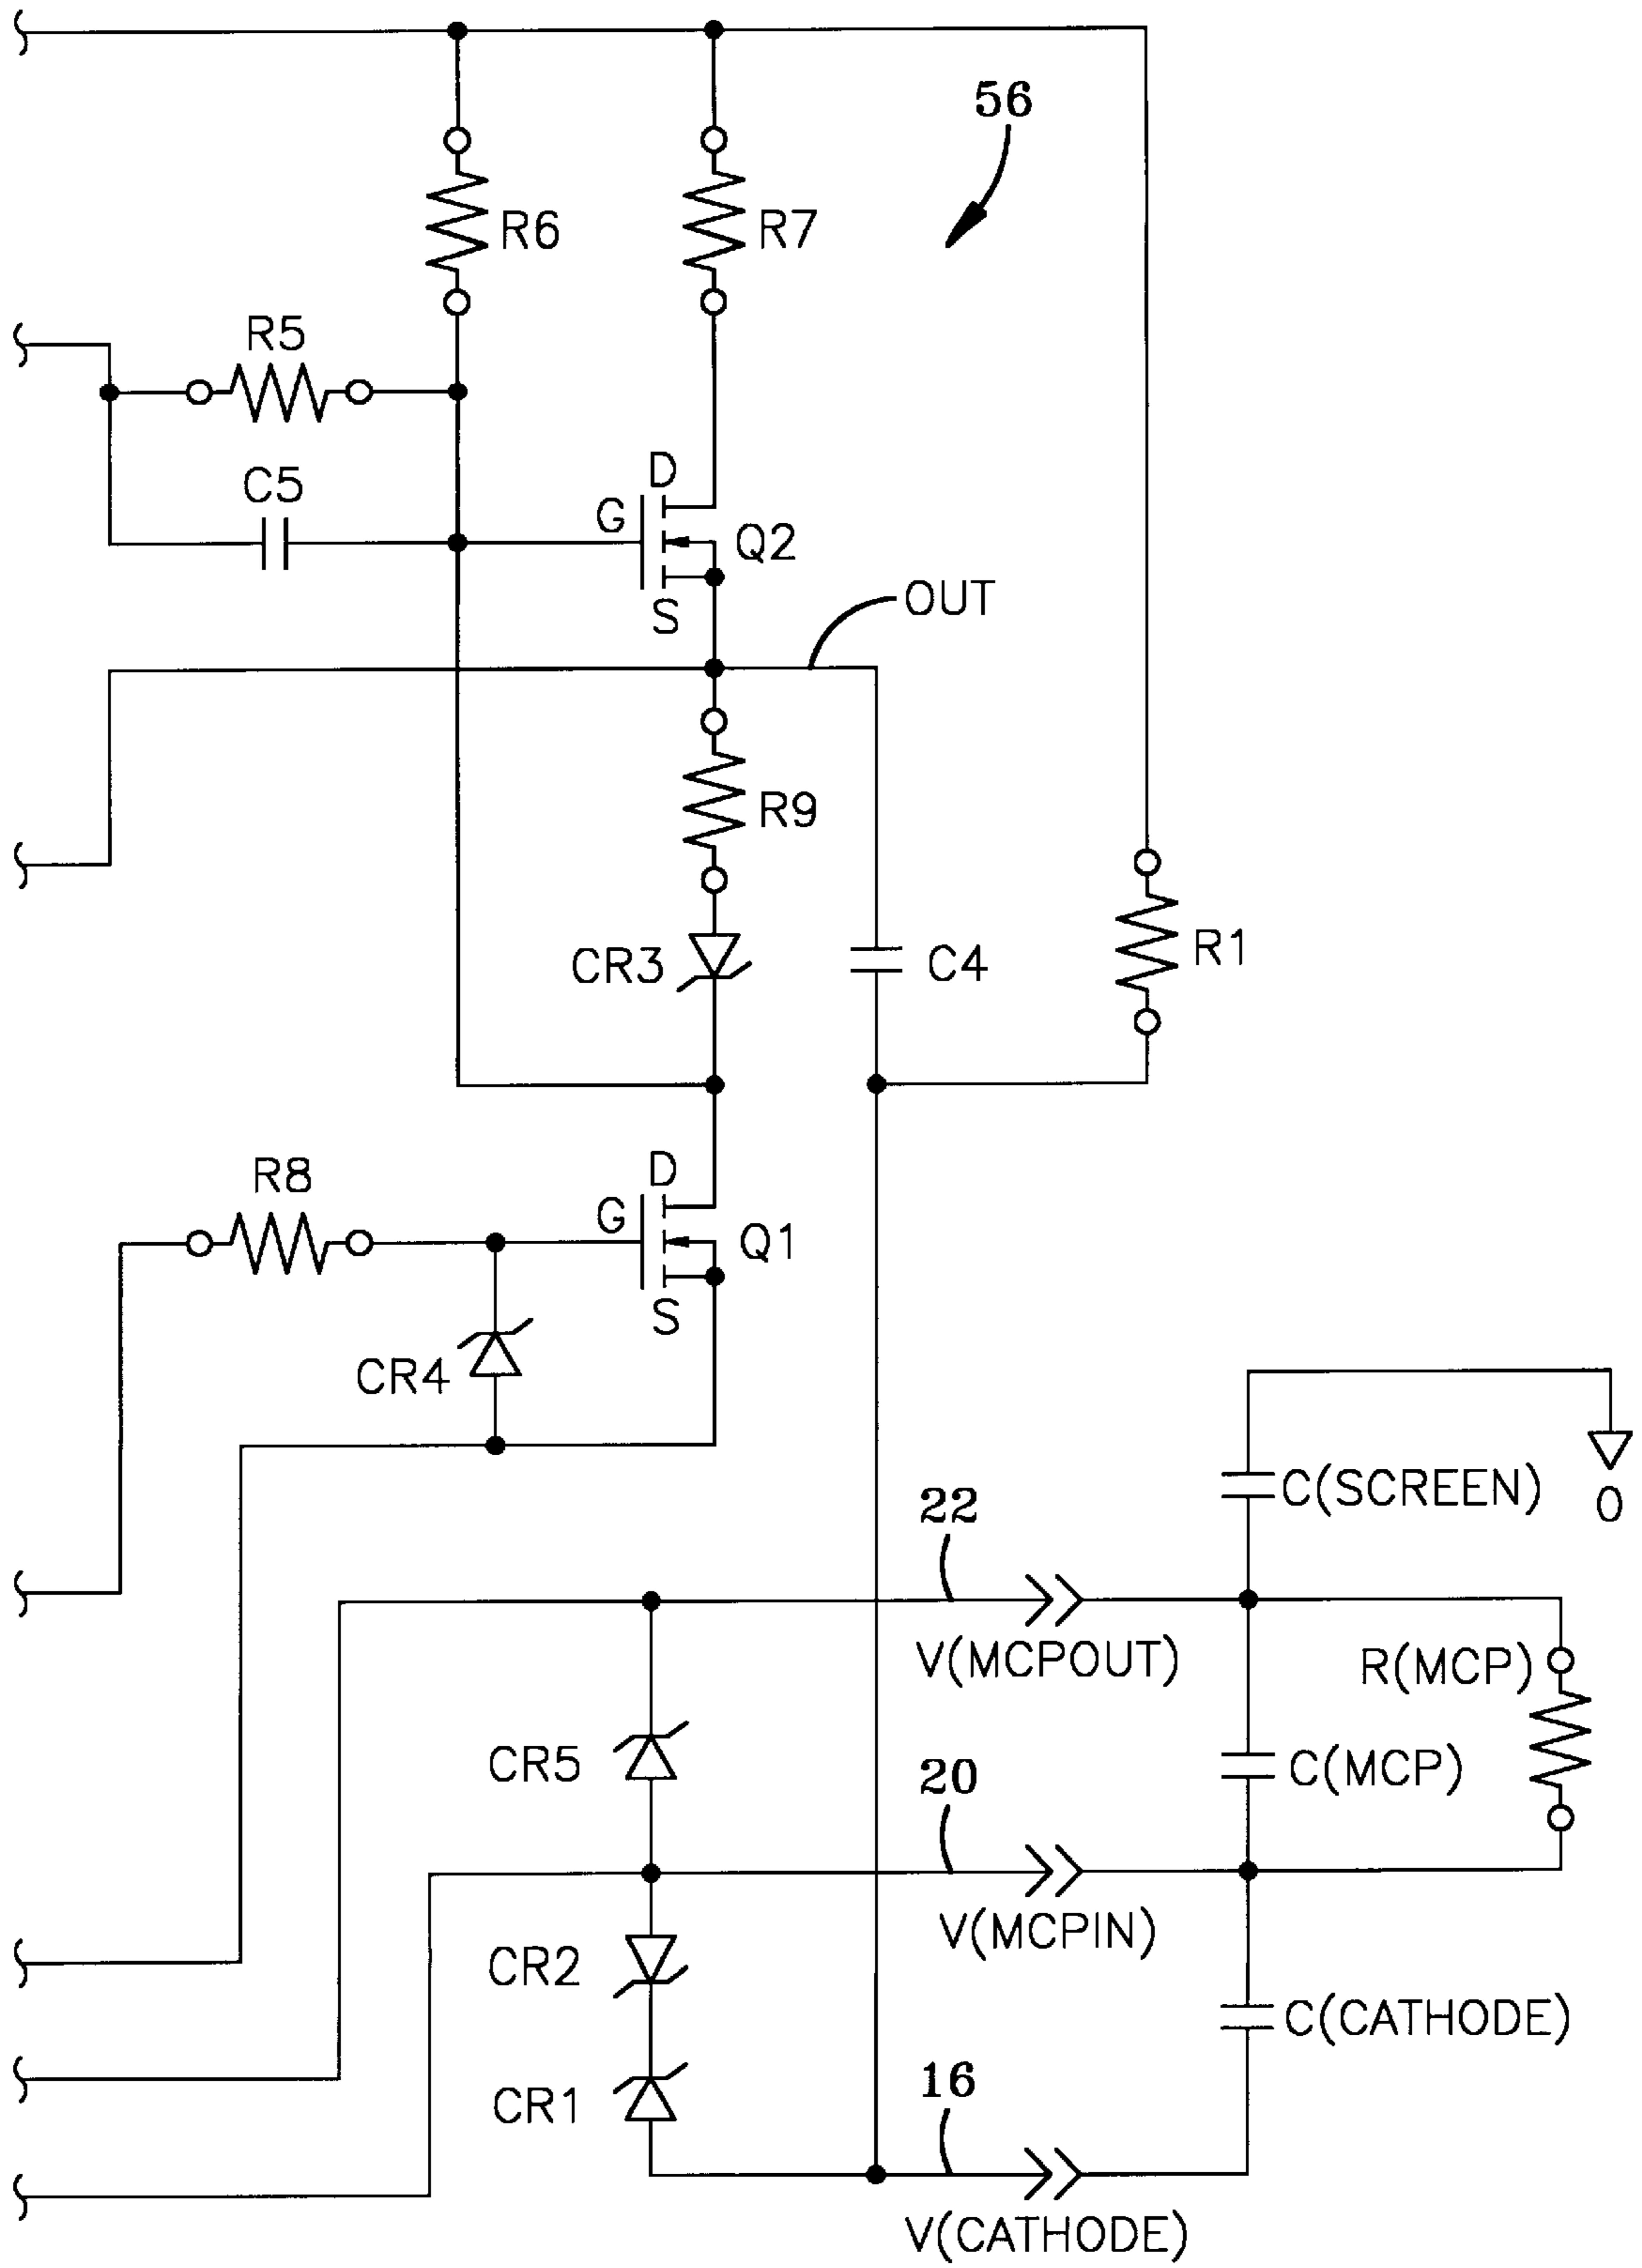 56
R6
R7
R5
C5
D
G
Q2
S
OUT
R9
CR3
C4
R1
R8
D
G
Q1
S
CR4
C(SCREEN)
0
22
V(MCPOUT)
R(MCP)
CR5
20
C(MCP)
V(MCPIN)
CR2
C(CATHODE)
16
CR1
V(CATHODE)